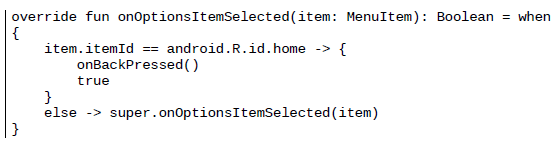 override fun onOptionsItemSelected(item: MenuItem): Boolean = when
{
    item.itemId == android.R.id.home -> {
        onBackPressed()
        true
    }
    else -> super.onOptionsItemSelected(item)
}